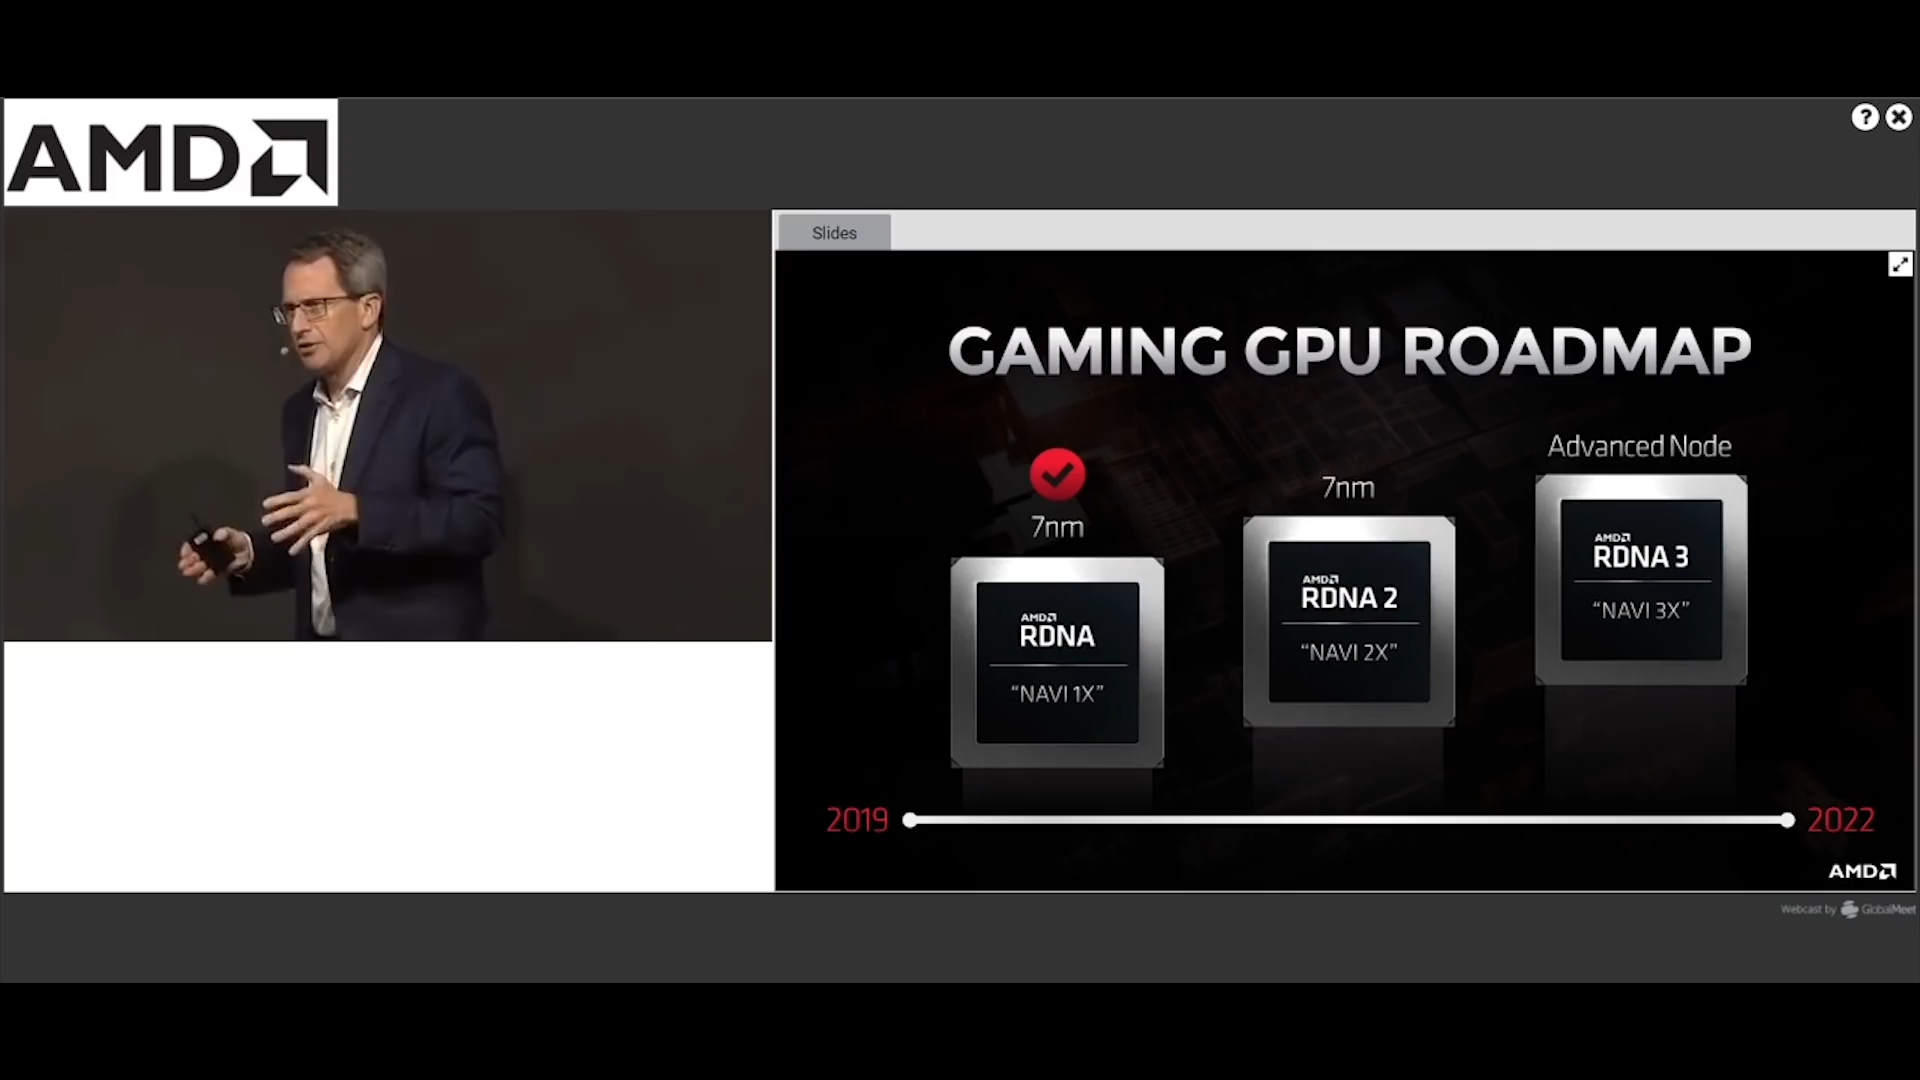 AMD
Slides
GAMING GPU ROADMAP
7nm
AMD
RDNA
“NAVI 1X”
7nm
AMD
RDNA 2
“NAVI 2X”
Advanced Node
AMD
RDNA 3
“NAVI 3X”
2019
2022
AMD
Webcast by GlobalMeet